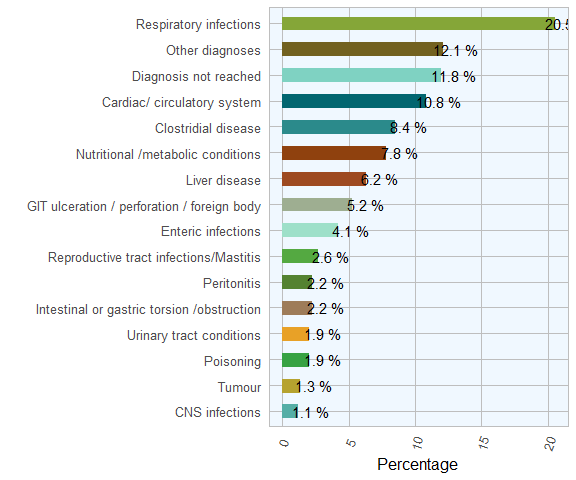 Respiratory infections 20.5
Other diagnoses 12.1 %
Diagnosis not reached 11.8 %
Cardiac/ circulatory system 10.8 %
Clostridial disease 8.4 %
Nutritional /metabolic conditions 7.8 %
Liver disease 6.2 %
GIT ulceration / perforation / foreign body 5.2 %
Enteric infections 4.1 %
Reproductive tract infections/Mastitis 2.6 %
Peritonitis 2.2 %
Intestinal or gastric torsion /obstruction 2.2 %
Urinary tract conditions 1.9 %
Poisoning 1.9 %
Tumour 1.3 %
CNS infections 1.1 %
0 5 10 15 20
Percentage